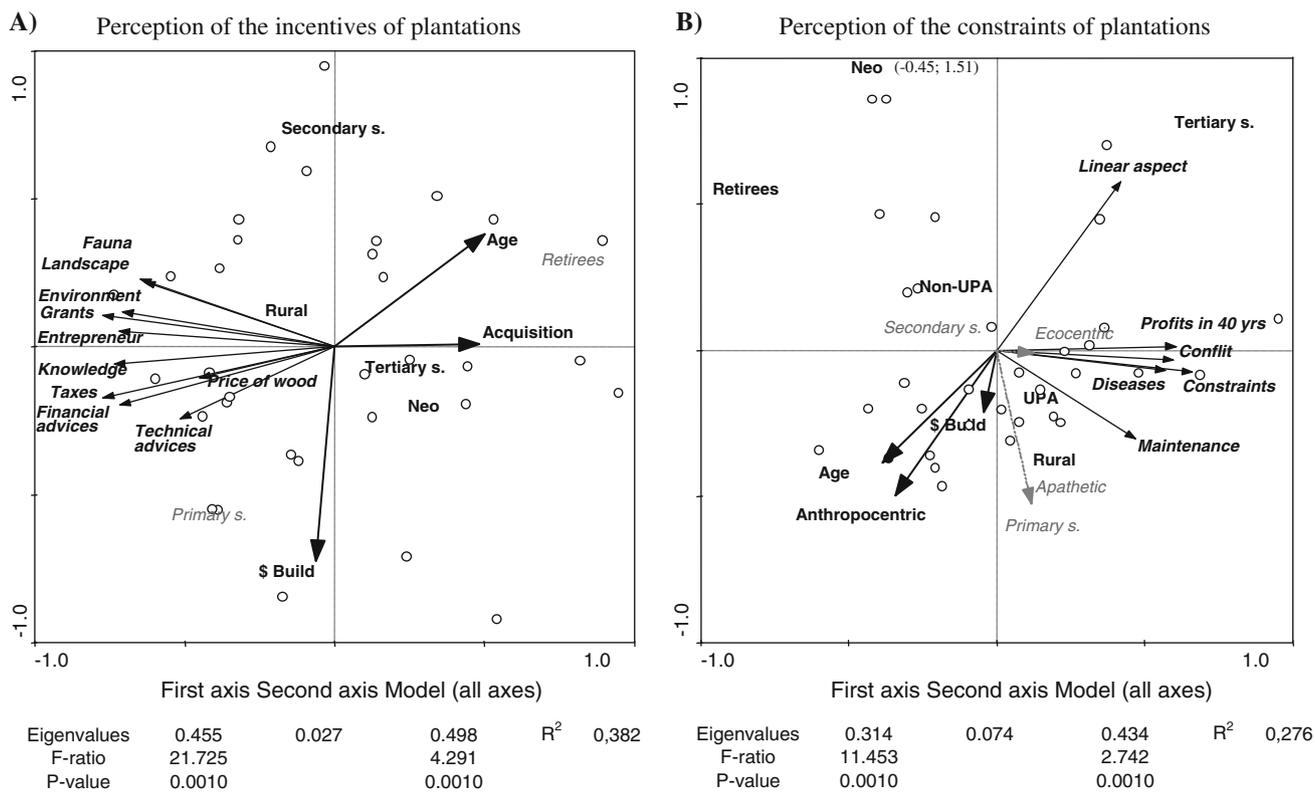 A)
Perception of the incentives of plantations
1.0
Secondary s.
Fauna
Landscape
Age
Retirees
Environment
Grants
Rural
Entrepreneur
Acquisition
Knowledge
Price of wood
Tertiary s.
Taxes
Financial
advices
Neo
Technical
advices
Primary s.
$ Build
-1.0
-1.0
1.0
First axis Second axis Model (all axes)
Eigenvalues 0.455 0.027 0.498 R2 0,382
F-ratio 21.725 4.291
P-value 0.0010 0.0010
B)
Perception of the constraints of plantations
1.0
Neo (-0.45; 1.51)
Tertiary s.
Linear aspect
Retirees
Non-UPA
Secondary s.
Ecocentric
Profits in 40 yrs
Conflit
Diseases
Constraints
UPA
$ Build
Maintenance
Age
Rural
Apathetic
Anthropocentric
Primary s.
-1.0
-1.0
1.0
First axis Second axis Model (all axes)
Eigenvalues 0.314 0.074 0.434 R2 0,276
F-ratio 11.453 2.742
P-value 0.0010 0.0010